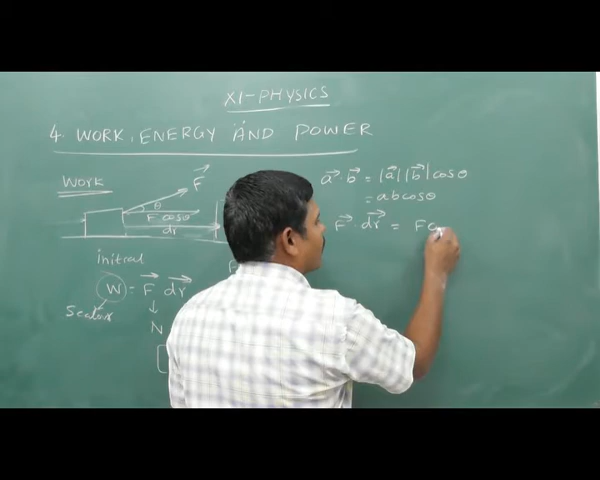 XI-PHYSICS
4. WORK, ENERGY AND POWER
WORK
F⃗
θ
F cosθ
dr
initial
W = F⃗ dr⃗
Scalar
↓
N
a⃗ · b⃗ = |a⃗| |b⃗| cosθ
= ab cosθ
F⃗ · dr⃗ = F